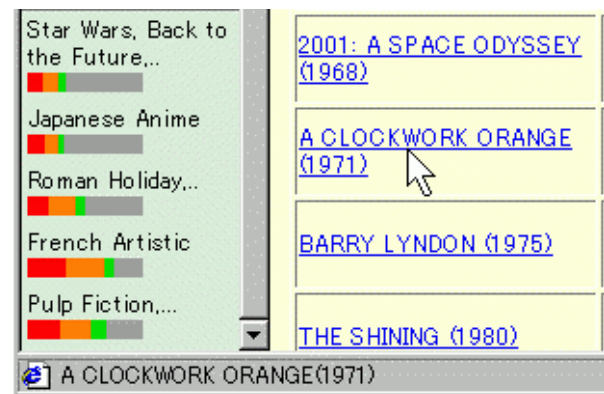 Star Wars, Back to
the Future,..
Japanese Anime
Roman Holiday,..
French Artistic
Pulp Fiction,...
2001: A SPACE ODYSSEY
(1968)
A CLOCKWORK ORANGE
(1971)
BARRY LYNDON (1975)
THE SHINING (1980)
A CLOCKWORK ORANGE(1971)